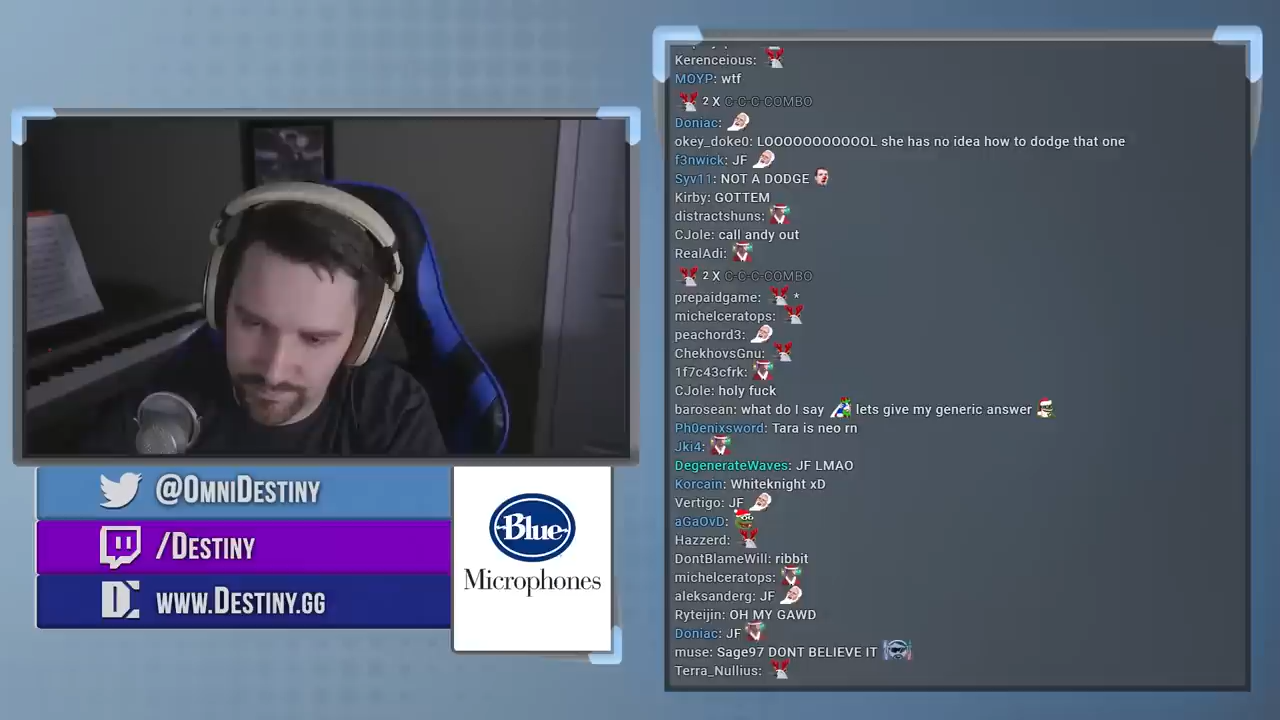 Kerenceious:
MOYP: wtf
2 X C-C-C-COMBO
Doniac:
okey_doke0: LOOOOOOOOOOL she has no idea how to dodge that one
f3nwick: JF
Syv11: NOT A DODGE
Kirby: GOTTEM
distractshuns:
CJole: call andy out
RealAdi:
2 X C-C-C-COMBO
prepaidgame: *
michelceratops:
peachord3:
ChekhovsGnu:
1f7c43cfrk:
CJole: holy fuck
barosean: what do I say lets give my generic answer
Ph0enixsword: Tara is neo rn
Jki4:
DegenerateWaves: JF LMAO
Korcain: Whiteknight xD
Vertigo: JF
aGaOvD:
Hazzerd:
DontBlameWill: ribbit
michelceratops:
aleksanderg: JF
Ryteijin: OH MY GAWD
Doniac: JF
muse: Sage97 DONT BELIEVE IT
Terra_Nullius:
@OmniDestiny
/Destiny
www.Destiny.gg
Blue
Microphones